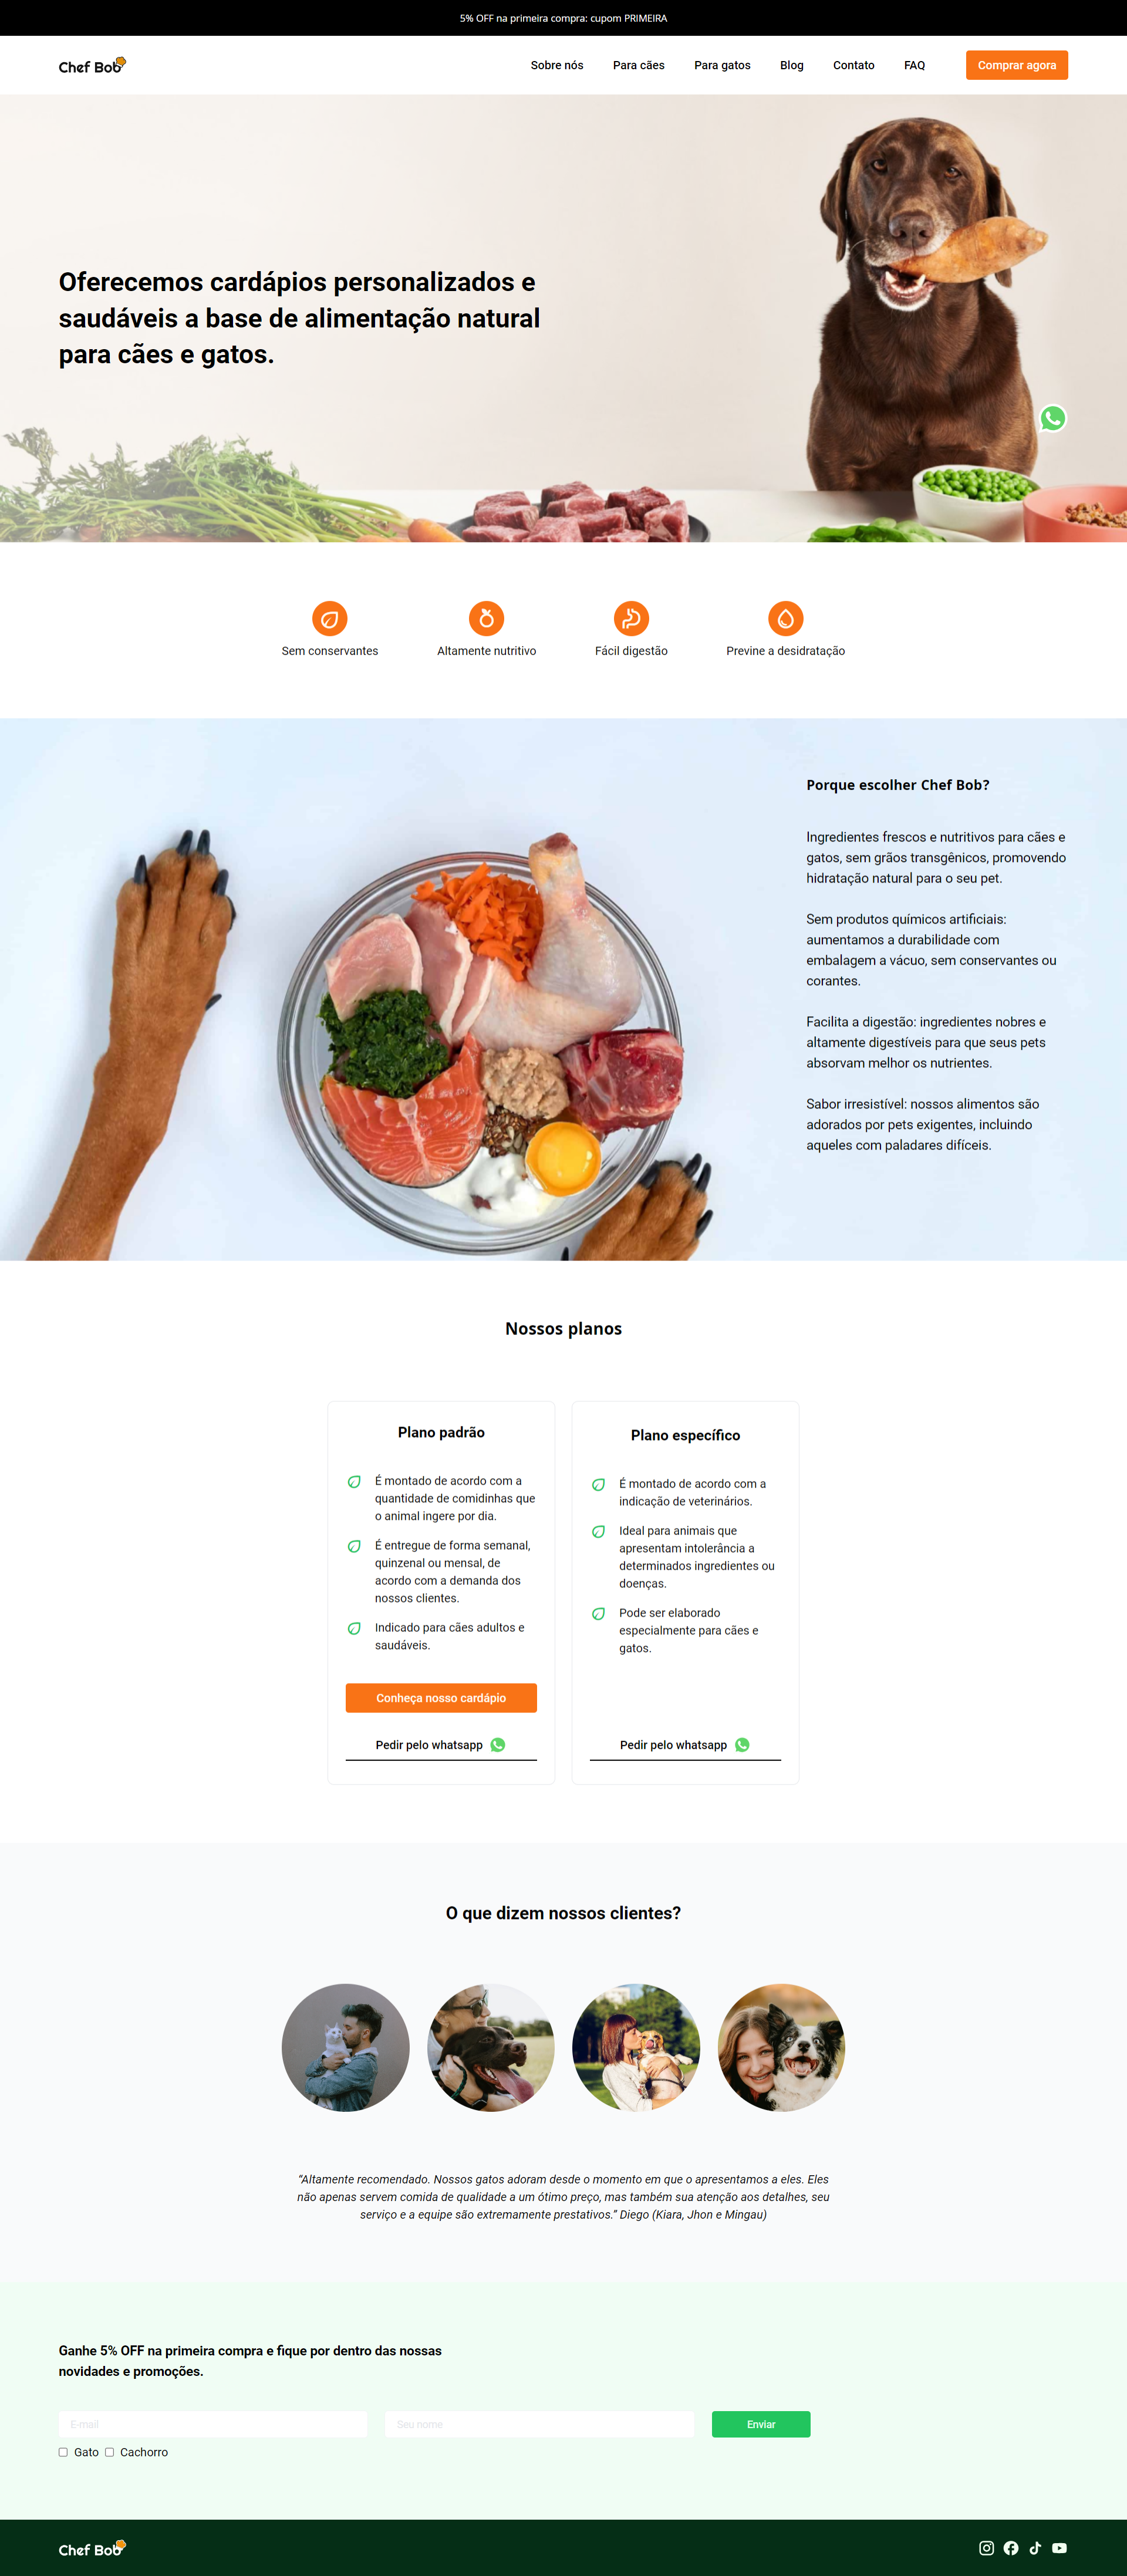 5% OFF na primeira compra: cupom PRIMEIRA
Chef Bob
Sobre nós
Para cães
Para gatos
Blog
Contato
FAQ
Comprar agora
Oferecemos cardápios personalizados e
saudáveis a base de alimentação natural
para cães e gatos.
Sem conservantes
Altamente nutritivo
Fácil digestão
Previne a desidratação
Porque escolher Chef Bob?
Ingredientes frescos e nutritivos para cães e
gatos, sem grãos transgênicos, promovendo
hidratação natural para o seu pet.
Sem produtos químicos artificiais:
aumentamos a durabilidade com
embalagem a vácuo, sem conservantes ou
corantes.
Facilita a digestão: ingredientes nobres e
altamente digestíveis para que seus pets
absorvam melhor os nutrientes.
Sabor irresistível: nossos alimentos são
adorados por pets exigentes, incluindo
aqueles com paladares difíceis.
Nossos planos
Plano padrão
É montado de acordo com a
quantidade de comidinhas que
o animal ingere por dia.
É entregue de forma semanal,
quinzenal ou mensal, de
acordo com a demanda dos
nossos clientes.
Indicado para cães adultos e
saudáveis.
Conheça nosso cardápio
Pedir pelo whatsapp
Plano específico
É montado de acordo com a
indicação de veterinários.
Ideal para animais que
apresentam intolerância a
determinados ingredientes ou
doenças.
Pode ser elaborado
especialmente para cães e
gatos.
Pedir pelo whatsapp
O que dizem nossos clientes?
“Altamente recomendado. Nossos gatos adoram desde o momento em que o apresentamos a eles. Eles
não apenas servem comida de qualidade a um ótimo preço, mas também sua atenção aos detalhes, seu
serviço e a equipe são extremamente prestativos.” Diego (Kiara, Jhon e Mingau)
Ganhe 5% OFF na primeira compra e fique por dentro das nossas
novidades e promoções.
E-mail
Seu nome
Enviar
Gato
Cachorro
Chef Bob